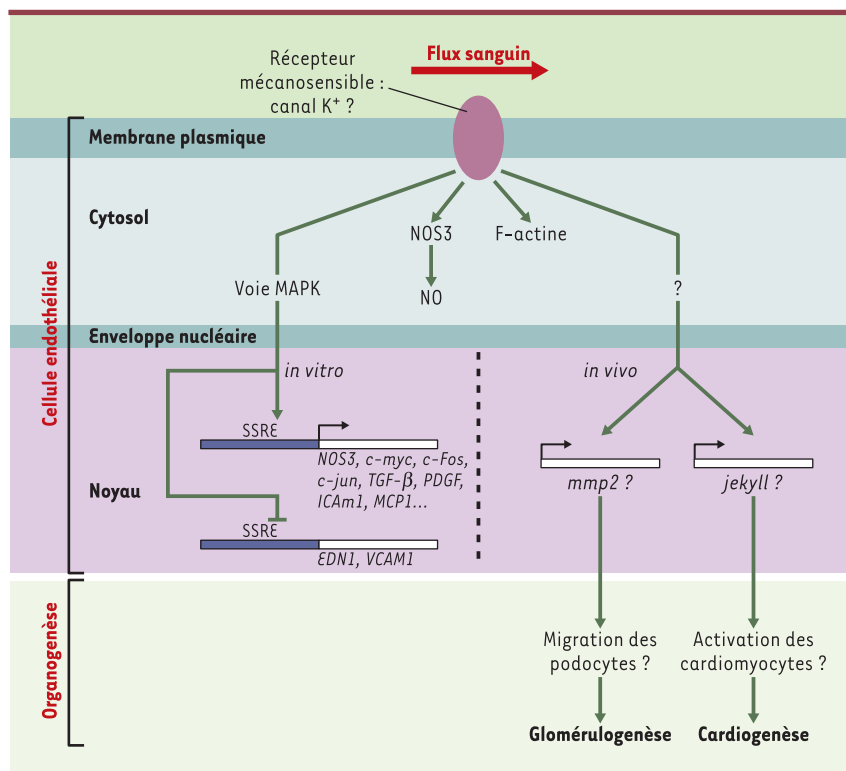 Flux sanguin
Récepteur
mécanosensible :
canal K⁺ ?
Membrane plasmique
Cytosol
NOS3
F-actine
Voie MAPK
NO
?
Enveloppe nucléaire
Cellule endothéliale
in vitro
in vivo
SSRE
NOS3, c-myc, c-Fos,
c-jun, TGF-β, PDGF,
ICAm1, MCP1...
mmp2 ?
jekyll ?
Noyau
SSRE
EDN1, VCAM1
Organogenèse
Migration des
podocytes ?
Activation des
cardiomyocytes ?
Glomérulogenèse
Cardiogenèse